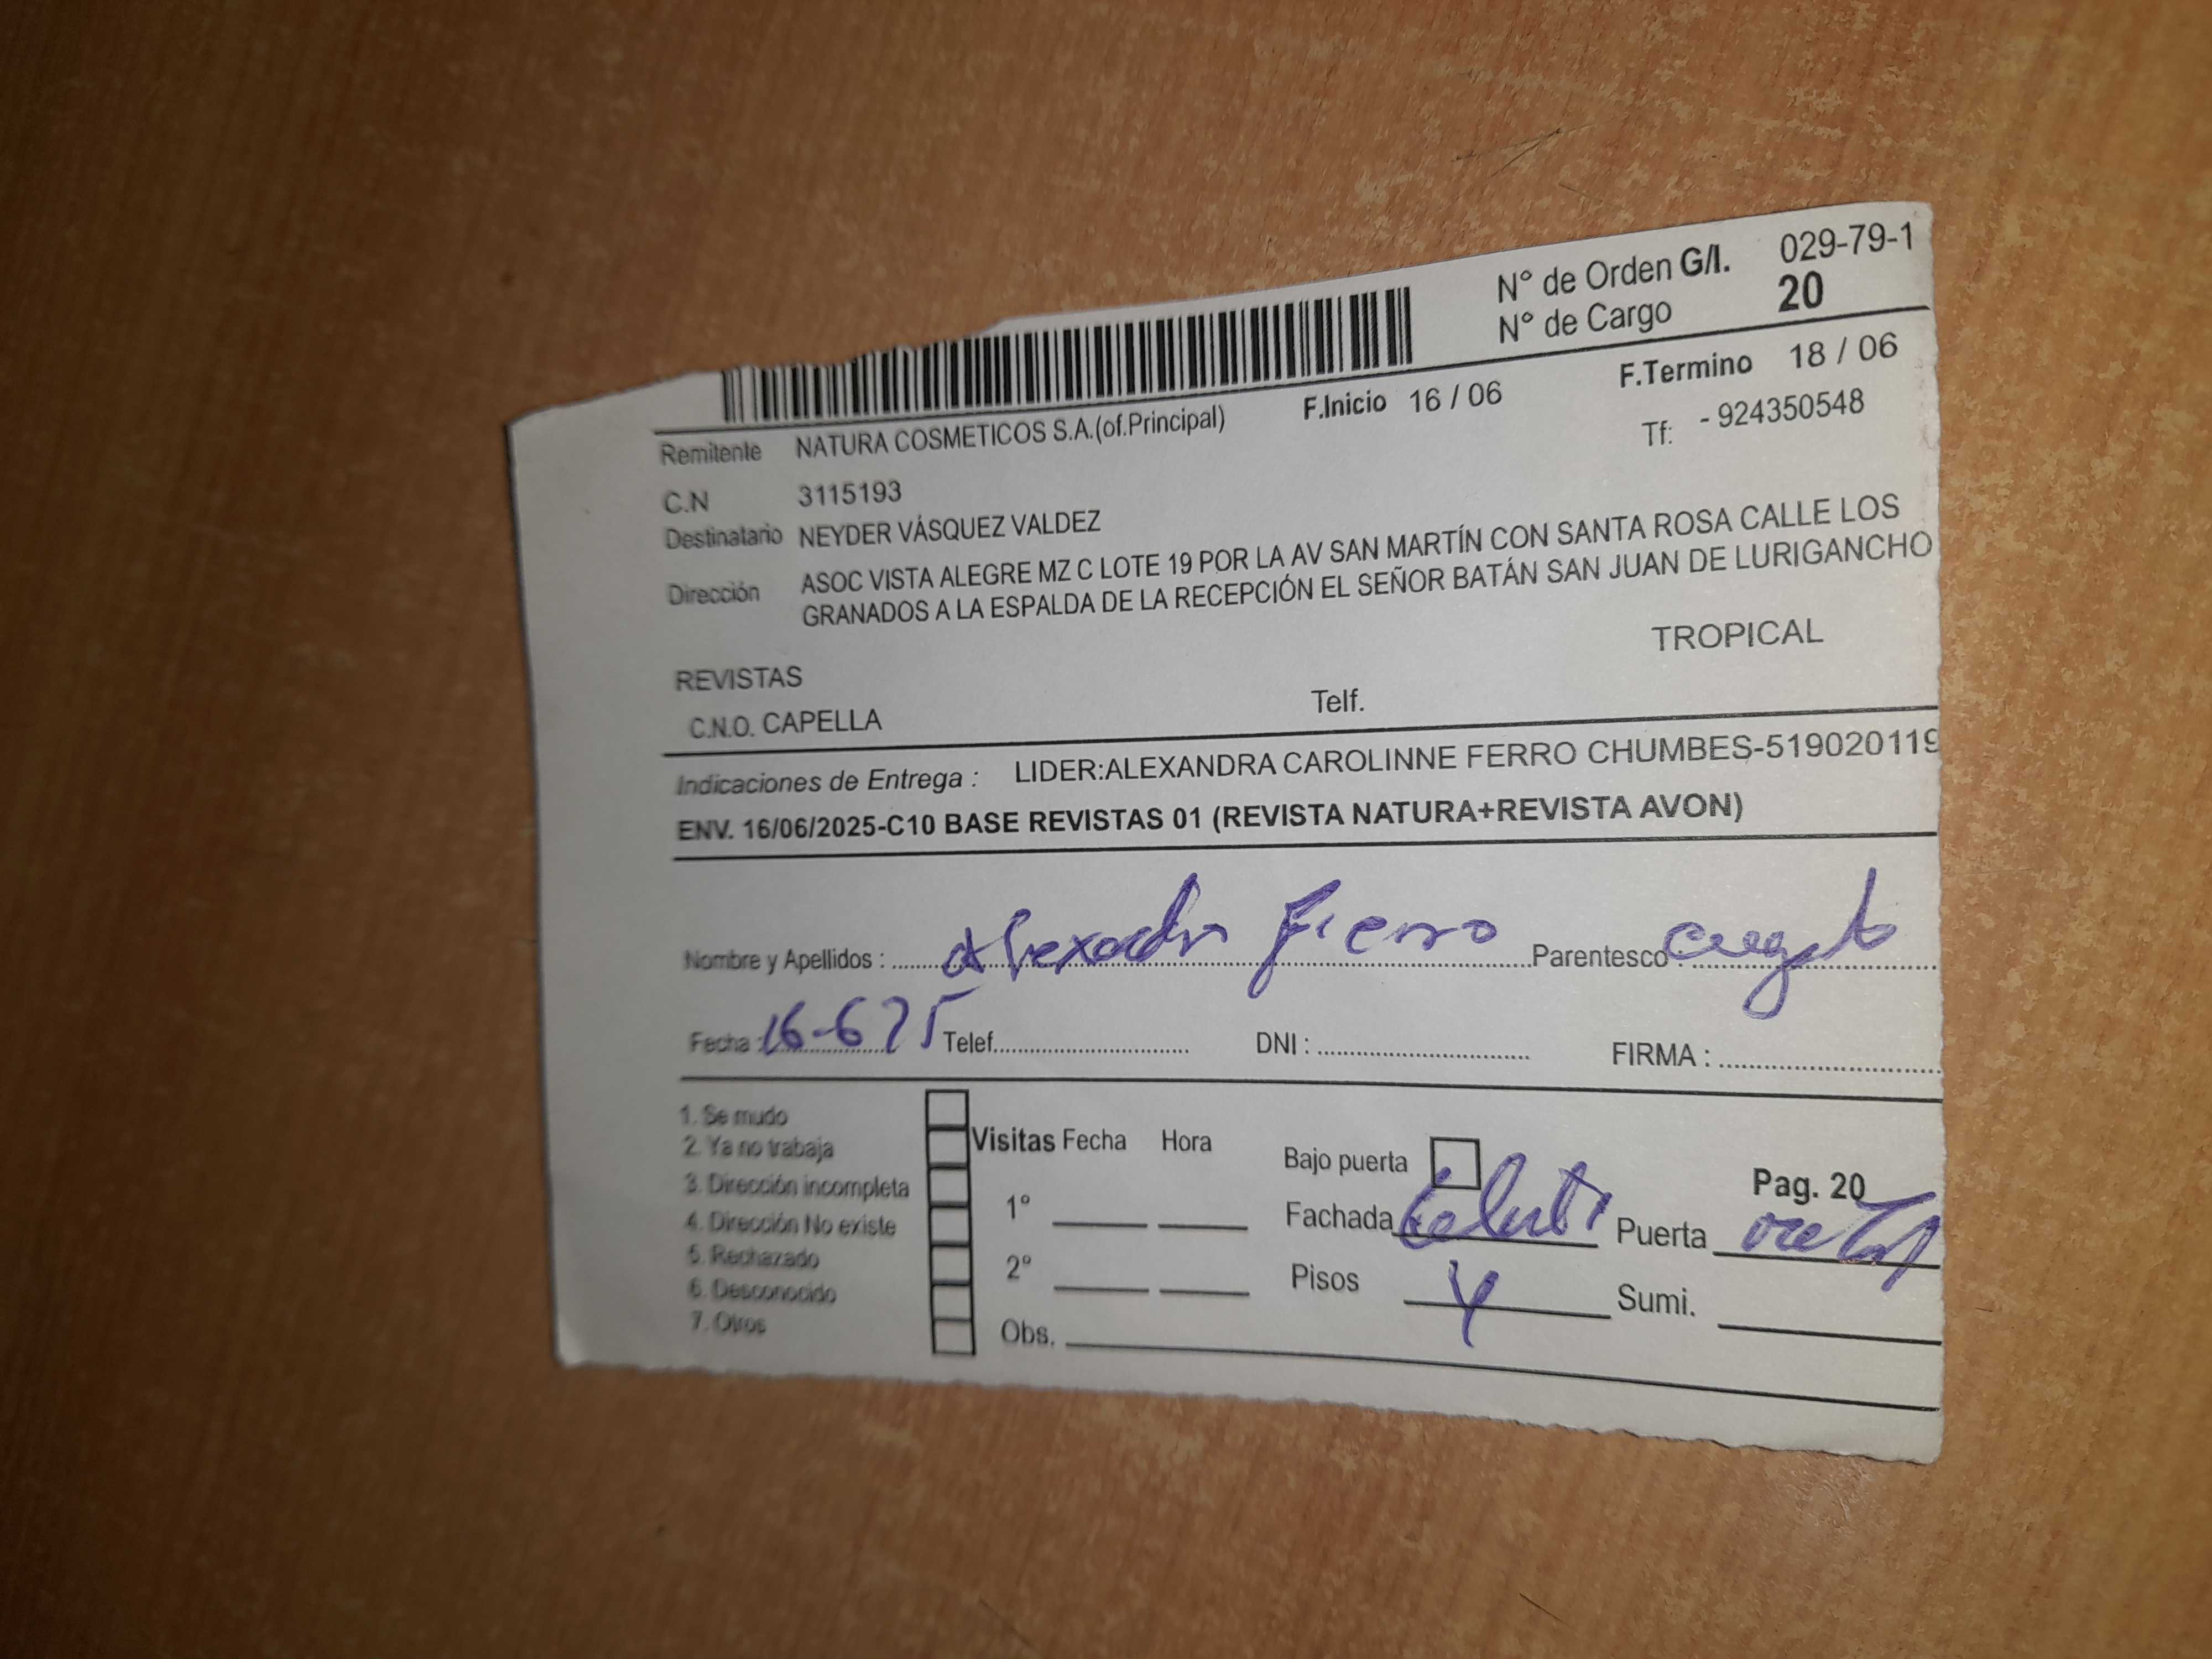 N° de Orden G/I. 029-79-1
N° de Cargo 20
F.Inicio 16 / 06 F.Termino 18 / 06
Remitente NATURA COSMETICOS S.A.(of.Principal) Tf: - 924350548
C.N 3115193
Destinatario NEYDER VÁSQUEZ VALDEZ
Dirección ASOC VISTA ALEGRE MZ C LOTE 19 POR LA AV SAN MARTÍN CON SANTA ROSA CALLE LOS
GRANADOS A LA ESPALDA DE LA RECEPCIÓN EL SEÑOR BATÁN SAN JUAN DE LURIGANCHO
TROPICAL
REVISTAS
C.N.O. CAPELLA Telf.
Indicaciones de Entrega : LIDER:ALEXANDRA CAROLINNE FERRO CHUMBES-519020119
ENV. 16/06/2025-C10 BASE REVISTAS 01 (REVISTA NATURA+REVISTA AVON)
Nombre y Apellidos : Alexandra Fierro Parentesco :
Fecha : 16-6 25 Telef. DNI : FIRMA :
1. Se mudo
2. Ya no trabaja
3. Dirección incompleta
4. Dirección No existe
5. Rechazado
6. Desconocido
7. Otros
Visitas Fecha Hora
1°
2°
Obs.
Bajo puerta Pag. 20
Fachada Puerta
Pisos 4 Sumi.